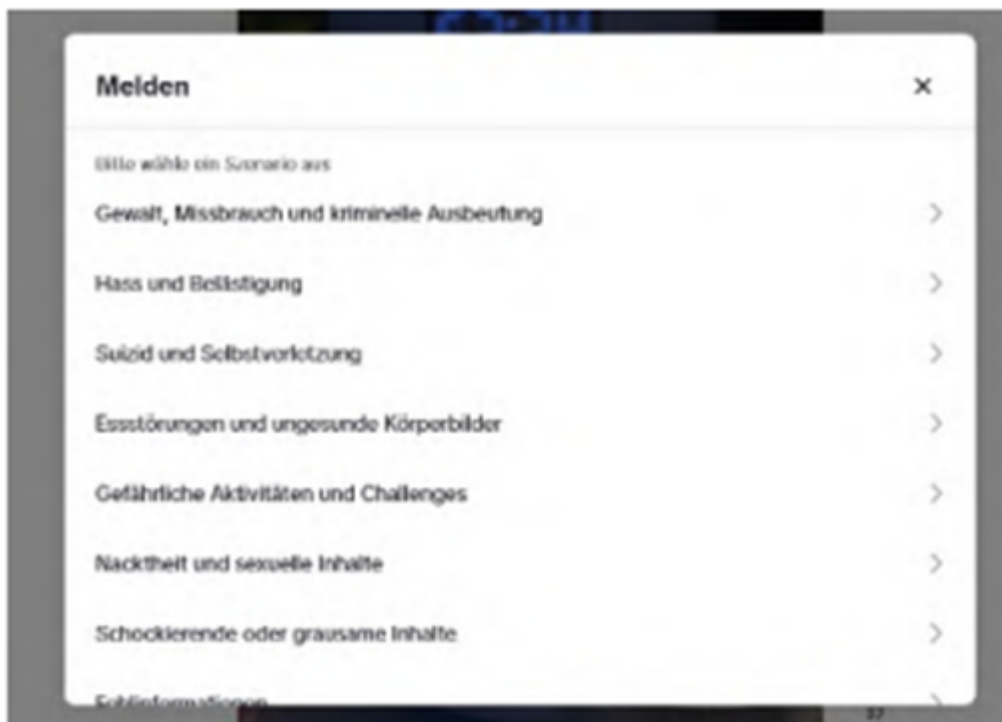 Melden
Bitte wähle ein Szenario aus
Gewalt, Missbrauch und kriminelle Ausbeutung
Hass und Belästigung
Suizid und Selbstverletzung
Essstörungen und ungesunde Körperbilder
Gefährliche Aktivitäten und Challenges
Nacktheit und sexuelle Inhalte
Schockierende oder grausame Inhalte
Fehlinformationen